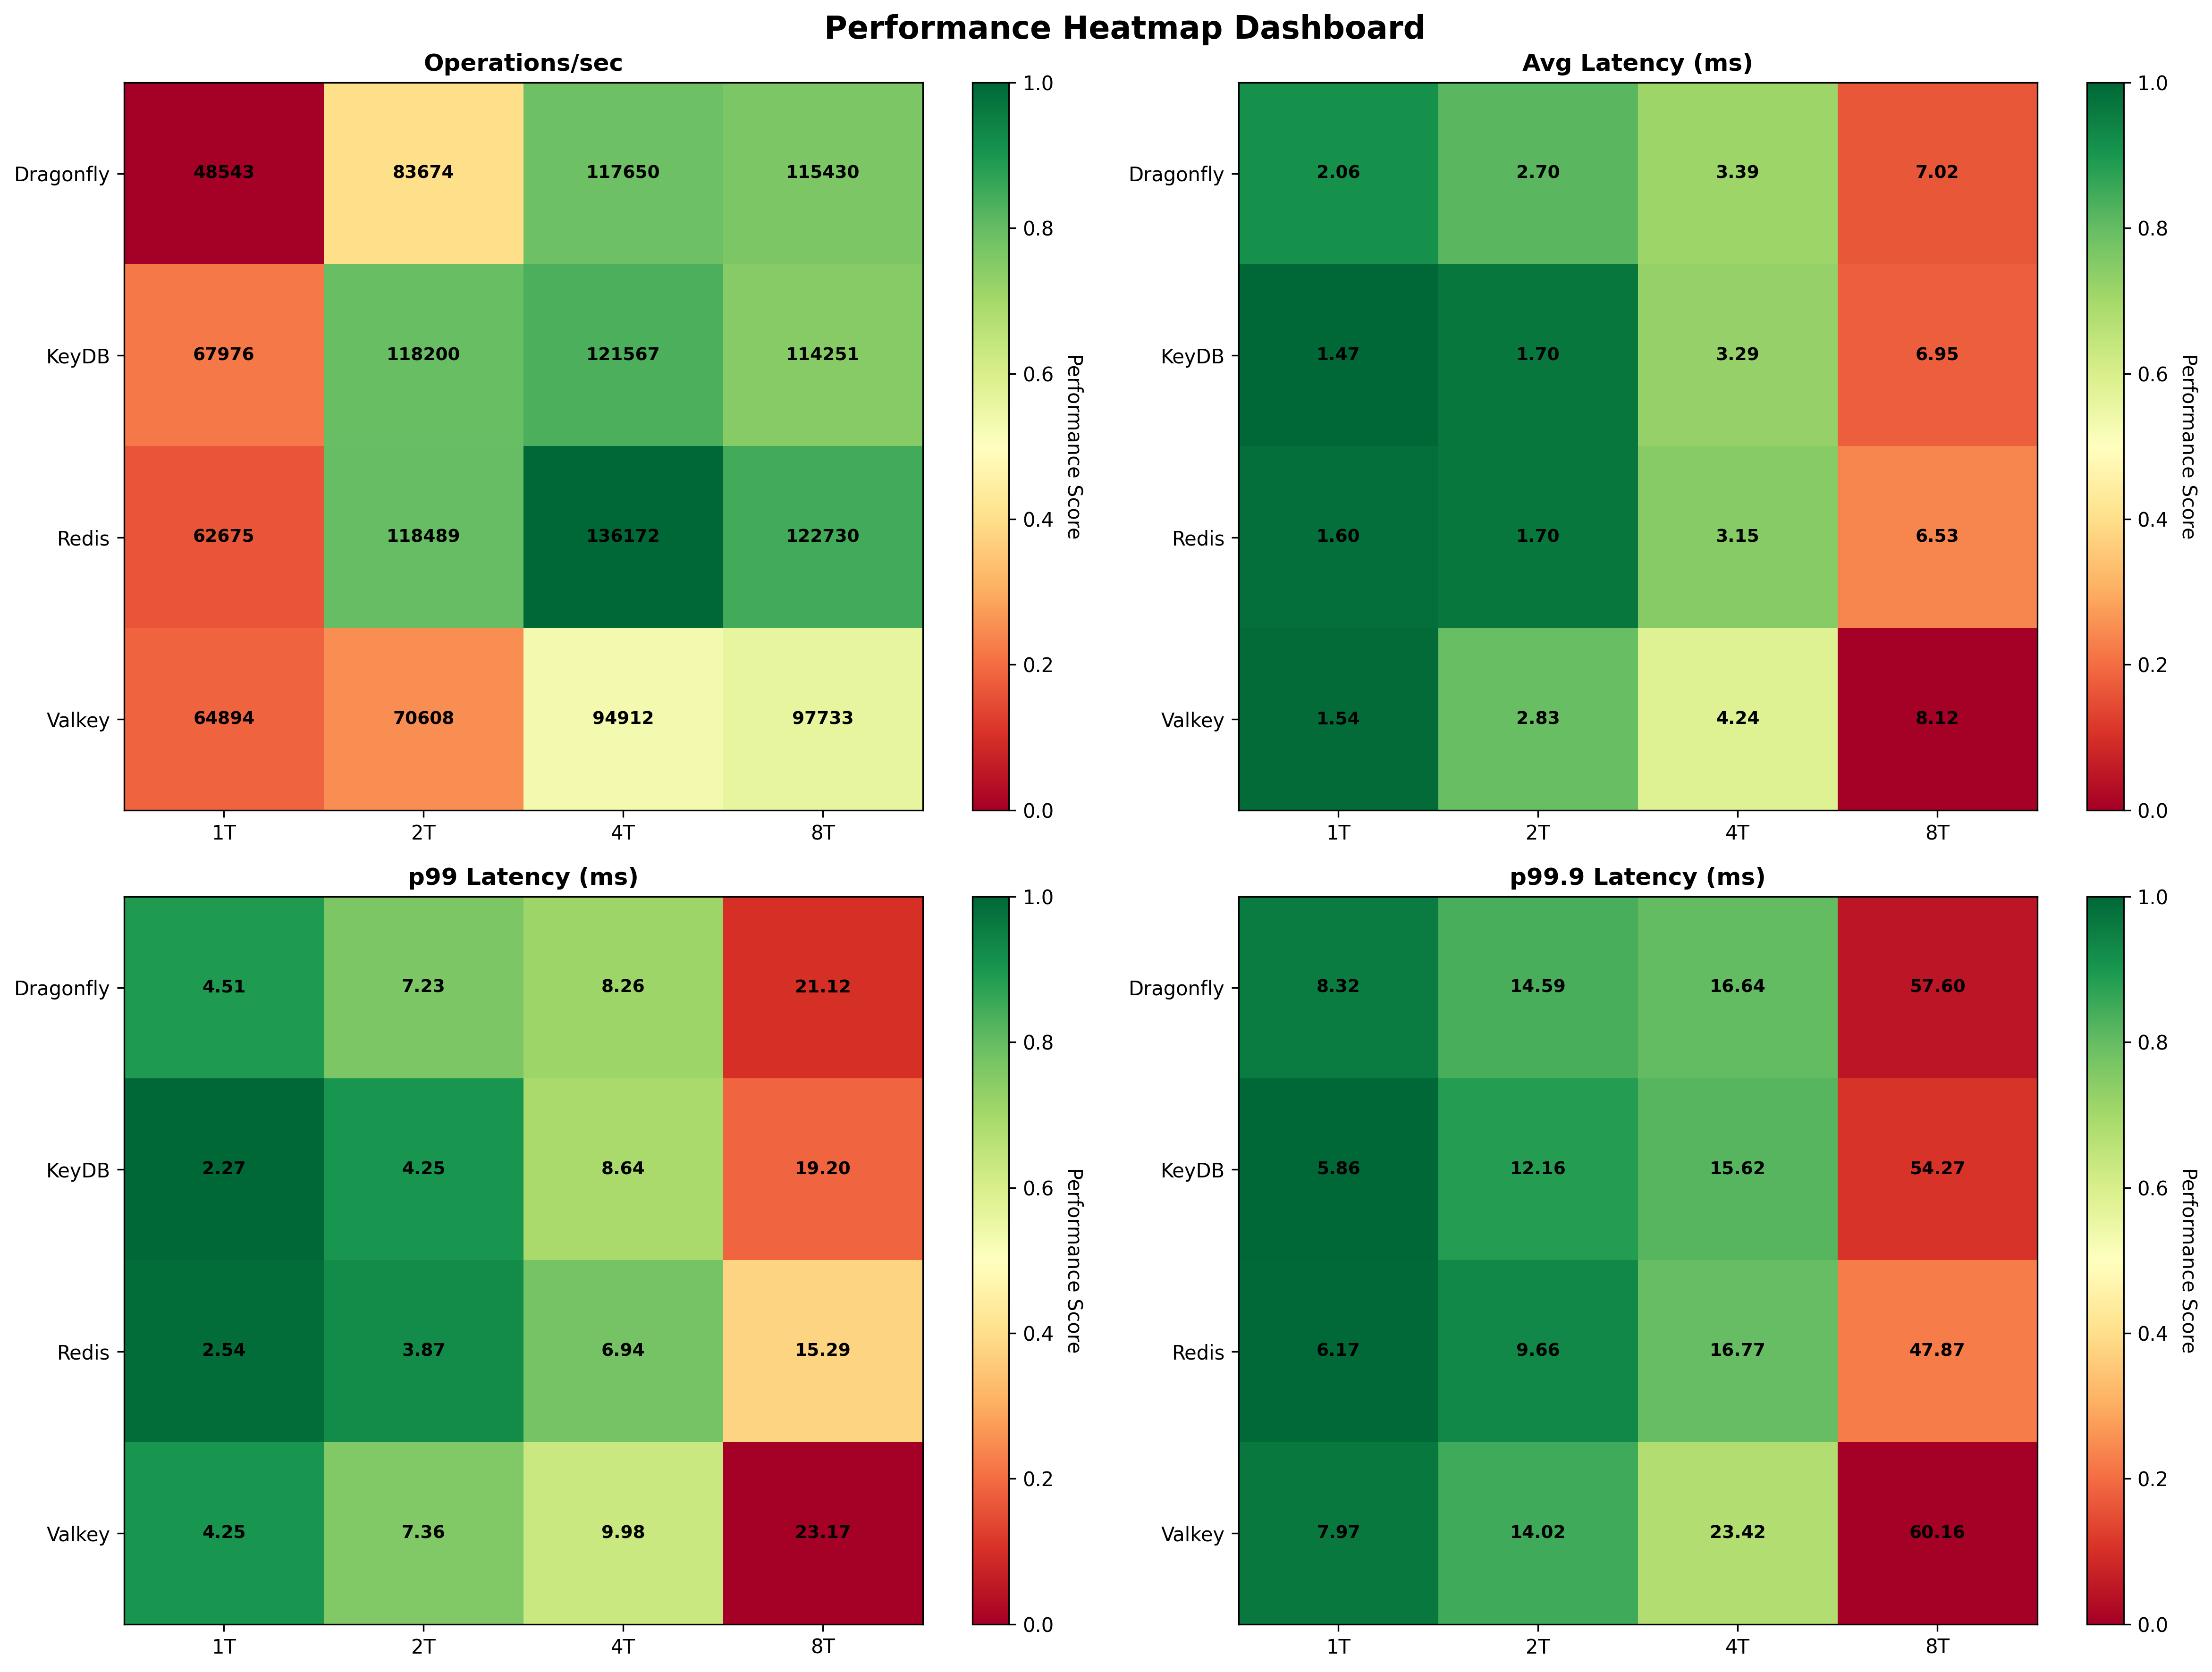 Performance Heatmap Dashboard
Operations/sec
Dragonfly 48543 83674 117650 115430
KeyDB 67976 118200 121567 114251
Redis 62675 118489 136172 122730
Valkey 64894 70608 94912 97733
1T 2T 4T 8T
1.0
0.8
0.6
0.4
0.2
0.0
Performance Score
Avg Latency (ms)
Dragonfly 2.06 2.70 3.39 7.02
KeyDB 1.47 1.70 3.29 6.95
Redis 1.60 1.70 3.15 6.53
Valkey 1.54 2.83 4.24 8.12
1T 2T 4T 8T
1.0
0.8
0.6
0.4
0.2
0.0
Performance Score
p99 Latency (ms)
Dragonfly 4.51 7.23 8.26 21.12
KeyDB 2.27 4.25 8.64 19.20
Redis 2.54 3.87 6.94 15.29
Valkey 4.25 7.36 9.98 23.17
1T 2T 4T 8T
1.0
0.8
0.6
0.4
0.2
0.0
Performance Score
p99.9 Latency (ms)
Dragonfly 8.32 14.59 16.64 57.60
KeyDB 5.86 12.16 15.62 54.27
Redis 6.17 9.66 16.77 47.87
Valkey 7.97 14.02 23.42 60.16
1T 2T 4T 8T
1.0
0.8
0.6
0.4
0.2
0.0
Performance Score